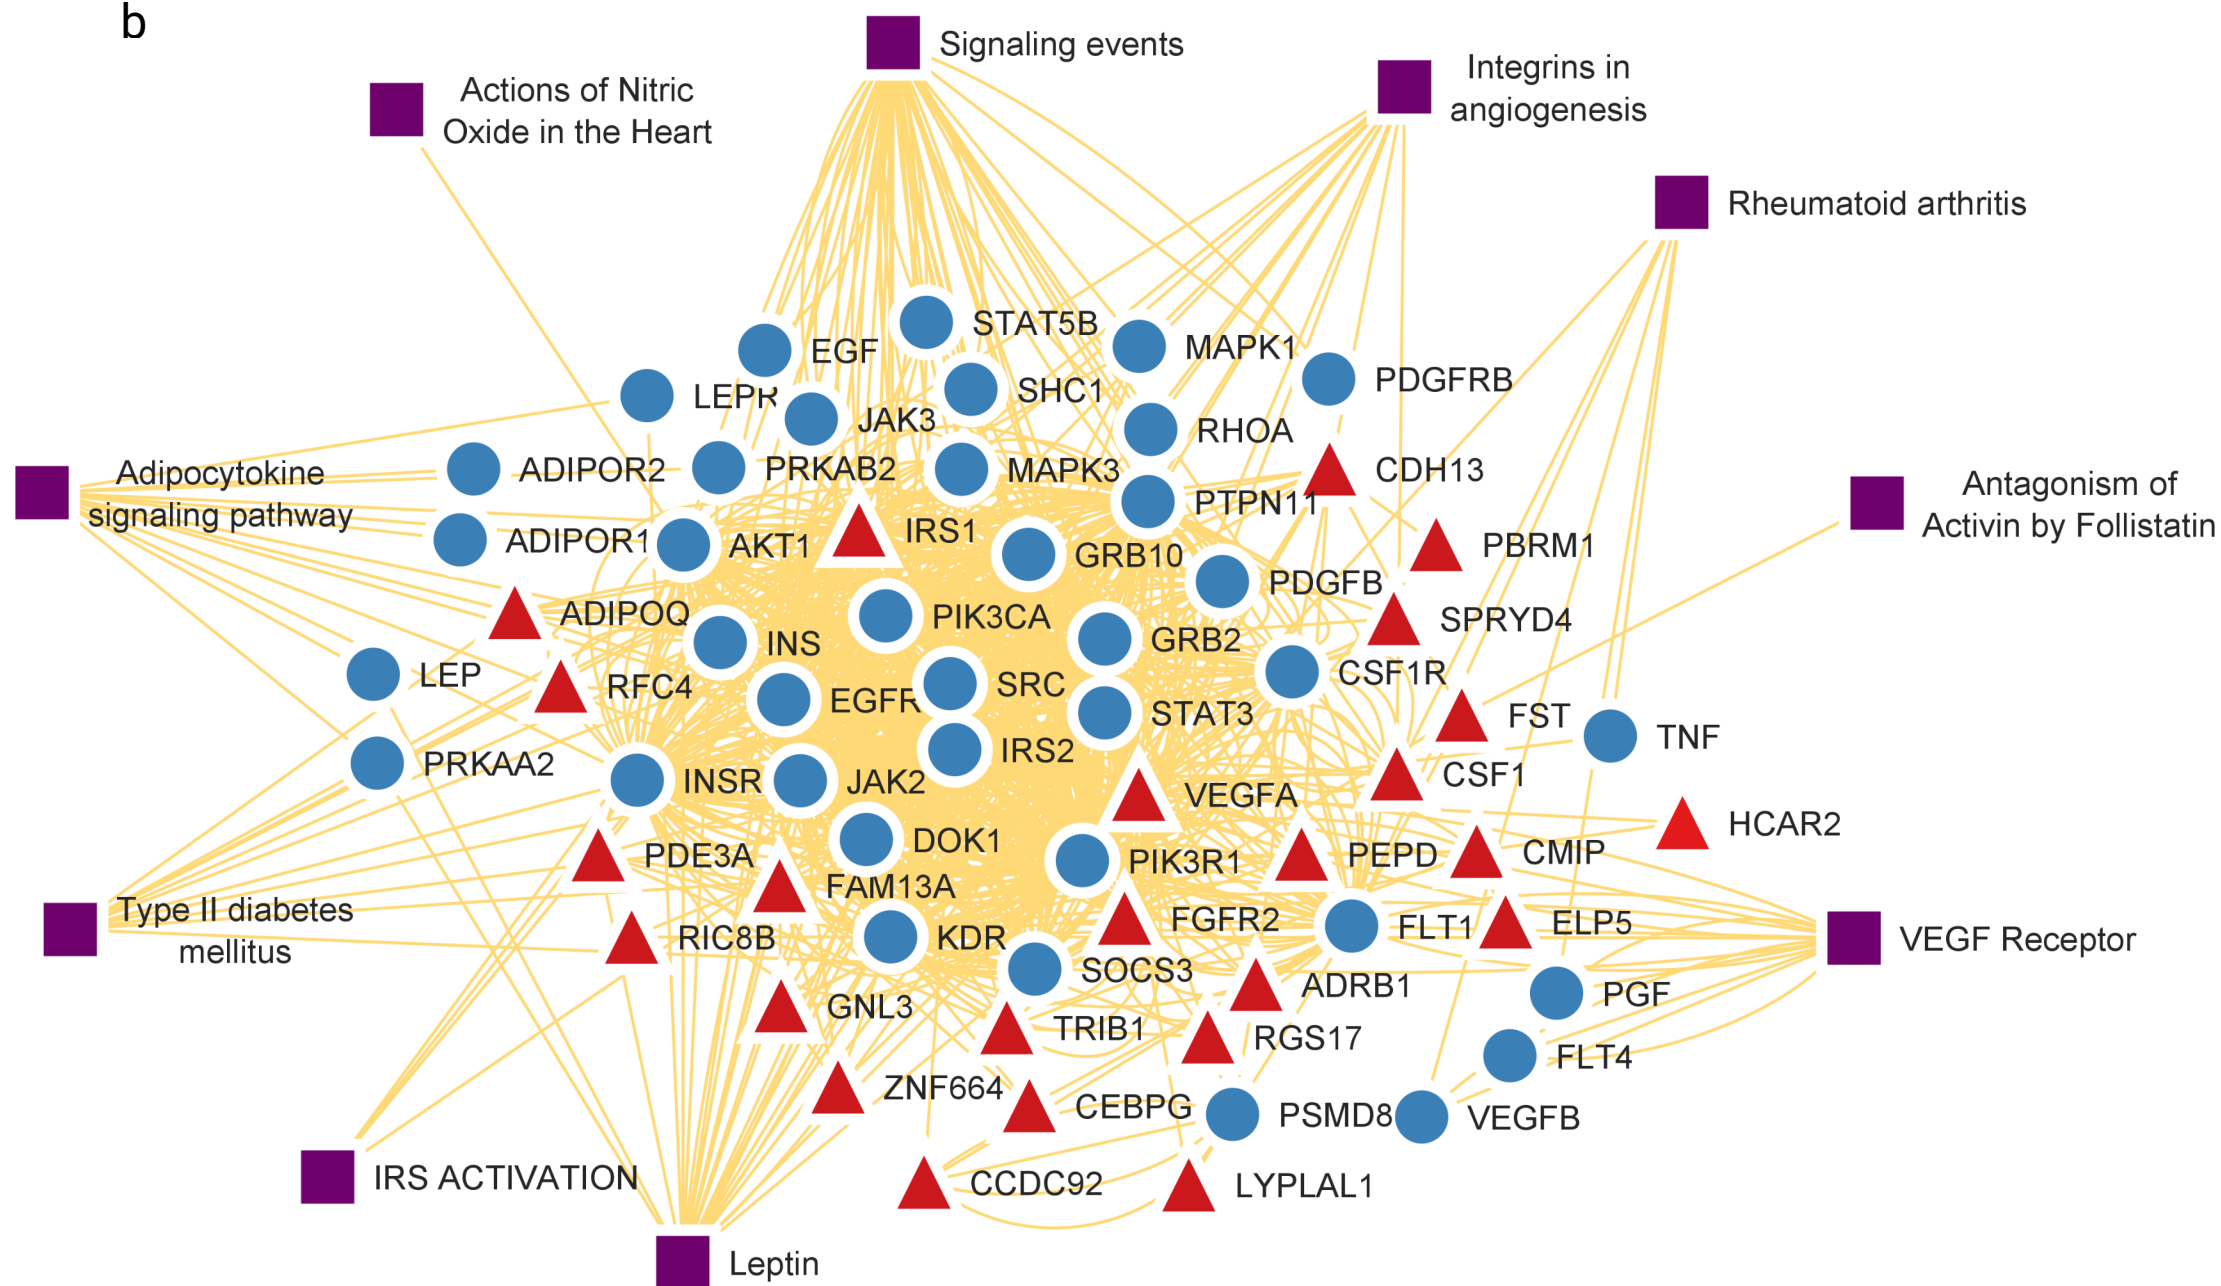 b
Signaling events
Integrins in
angiogenesis
Actions of Nitric
Oxide in the Heart
Rheumatoid arthritis
STAT5B
MAPK1
EGF
PDGFRB
SHC1
LEPR
JAK3
RHOA
Adipocytokine
signaling pathway
ADIPOR2
PRKAB2
MAPK3
CDH13
Antagonism of
Activin by Follistatin
PTPN11
ADIPOR1
AKT1
IRS1
GRB10
PBRM1
PDGFB
ADIPOQ
PIK3CA
SPRYD4
INS
GRB2
LEP
RFC4
EGFR
SRC
CSF1R
STAT3
FST
TNF
IRS2
PRKAA2
INSR
JAK2
CSF1
VEGFA
HCAR2
DOK1
PDE3A
PIK3R1
PEPD
CMIP
FAM13A
Type II diabetes
mellitus
RIC8B
KDR
FGFR2
FLT1
ELP5
VEGF Receptor
SOCS3
ADRB1
PGF
GNL3
TRIB1
RGS17
FLT4
ZNF664
CEBPG
PSMD8
VEGFB
IRS ACTIVATION
CCDC92
LYPLAL1
Leptin